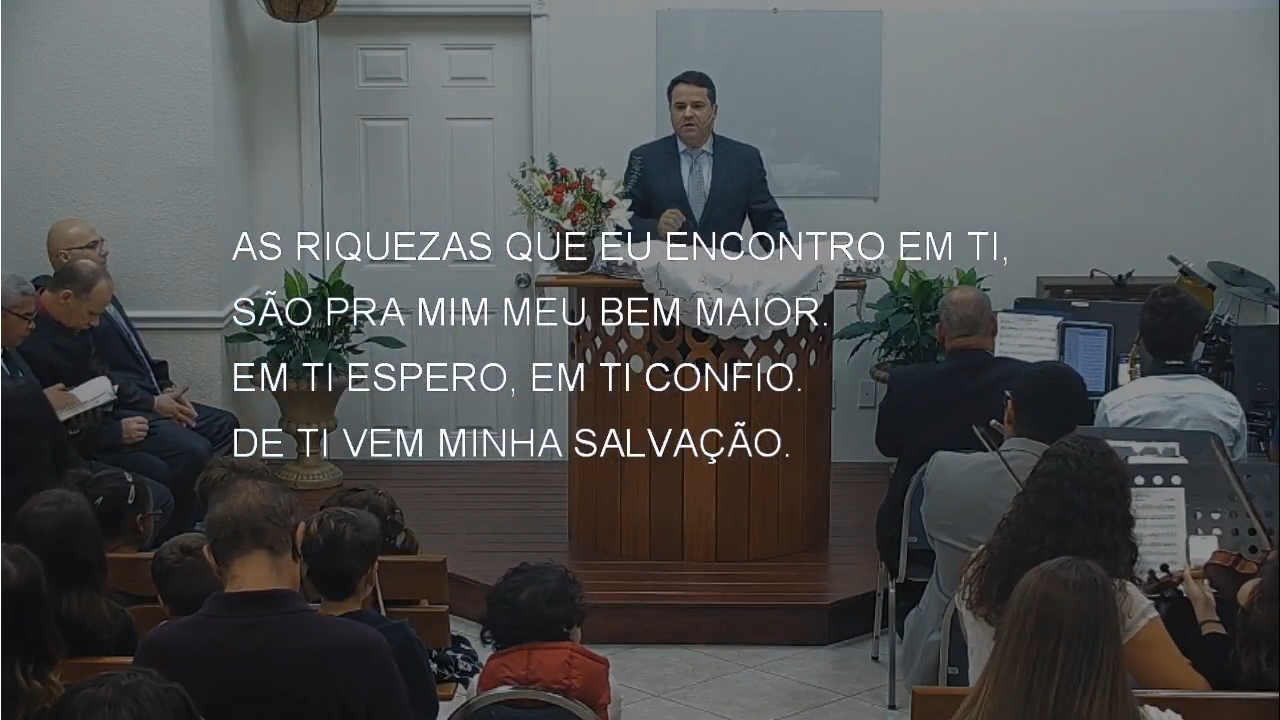 AS RIQUEZAS QUE EU ENCONTRO EM TI,
SÃO PRA MIM MEU BEM MAIOR.
EM TI ESPERO, EM TI CONFIO.
DE TI VEM MINHA SALVAÇÃO.